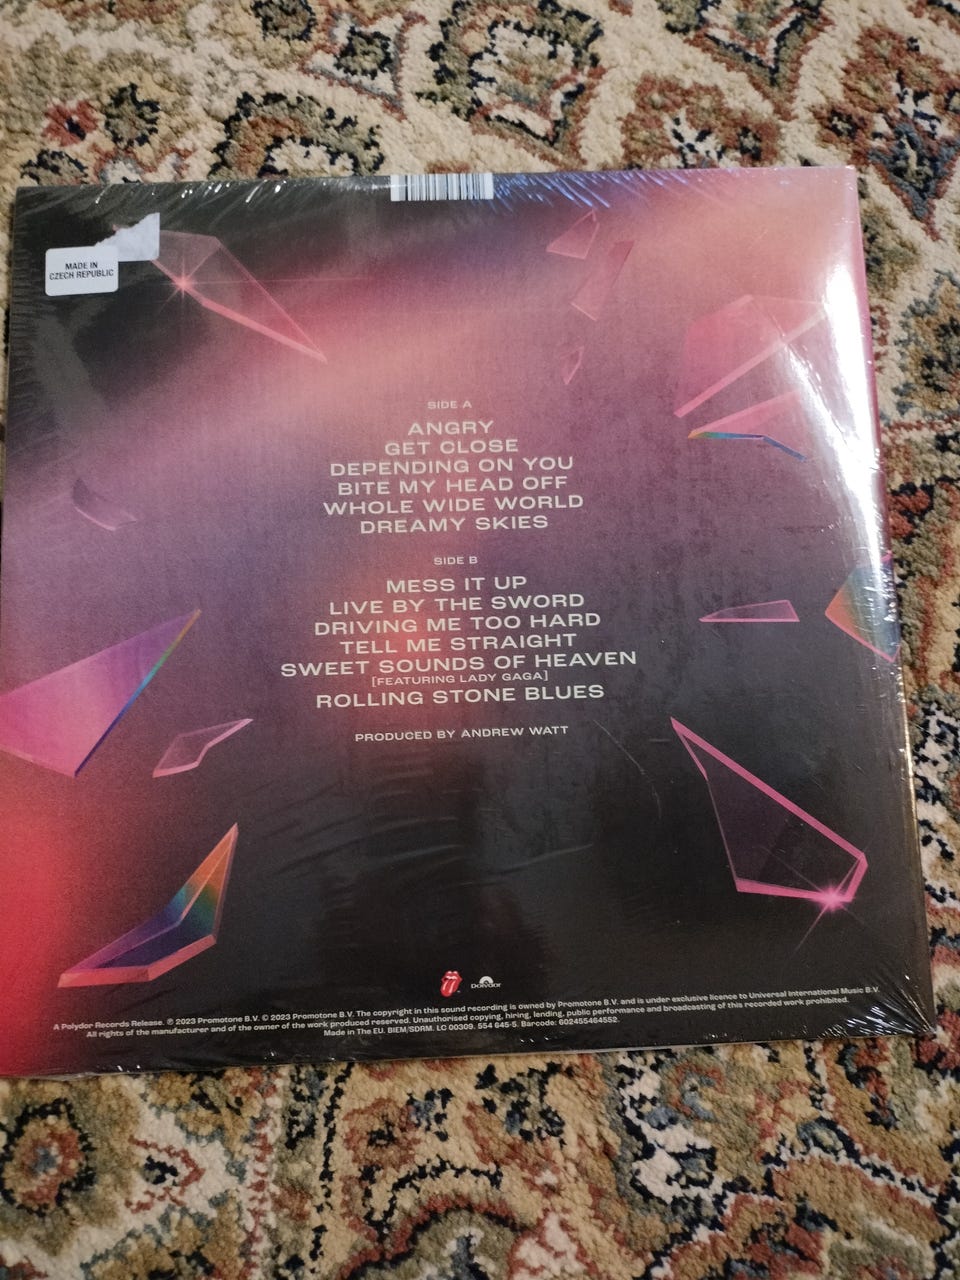 MADE IN
CZECH REPUBLIC
SIDE A
ANGRY
GET CLOSE
DEPENDING ON YOU
BITE MY HEAD OFF
WHOLE WIDE WORLD
DREAMY SKIES
SIDE B
MESS IT UP
LIVE BY THE SWORD
DRIVING ME TOO HARD
TELL ME STRAIGHT
SWEET SOUNDS OF HEAVEN
[FEATURING LADY GAGA]
ROLLING STONE BLUES
PRODUCED BY ANDREW WATT
Polydor
A Polydor Records Release. ℗ 2023 Promotone B.V. © 2023 Promotone B.V. The copyright in this sound recording is owned by Promotone B.V. and is under exclusive licence to Universal International Music B.V.
All rights of the manufacturer and of the owner of the work produced reserved. Unauthorised copying, hiring, lending, public performance and broadcasting of this recorded work prohibited.
Made in The EU. BIEM/SDRM. LC 00309. 554 645-5. Barcode: 602455464552.